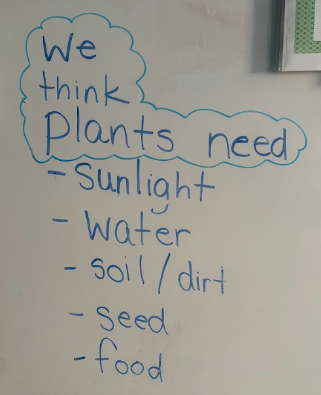 We
think
plants need
- Sunlight
- Water
- soil / dirt
- seed
- food